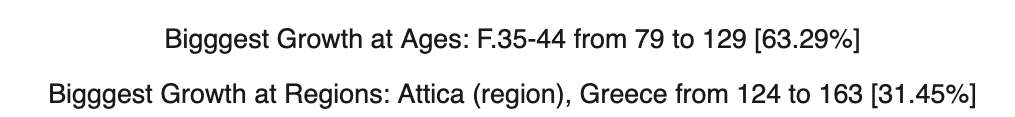 Bigggest Growth at Ages: F.35-44 from 79 to 129 [63.29%]
Bigggest Growth at Regions: Attica (region), Greece from 124 to 163 [31.45%]